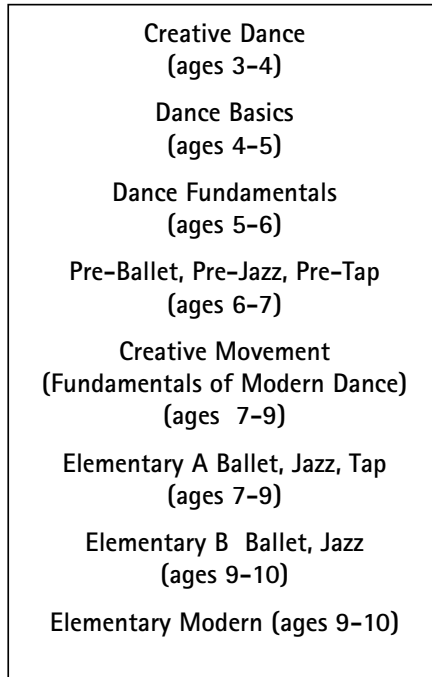 Creative Dance
(ages 3-4)
Dance Basics
(ages 4-5)
Dance Fundamentals
(ages 5-6)
Pre-Ballet, Pre-Jazz, Pre-Tap
(ages 6-7)
Creative Movement
(Fundamentals of Modern Dance)
(ages 7-9)
Elementary A Ballet, Jazz, Tap
(ages 7-9)
Elementary B Ballet, Jazz
(ages 9-10)
Elementary Modern (ages 9-10)